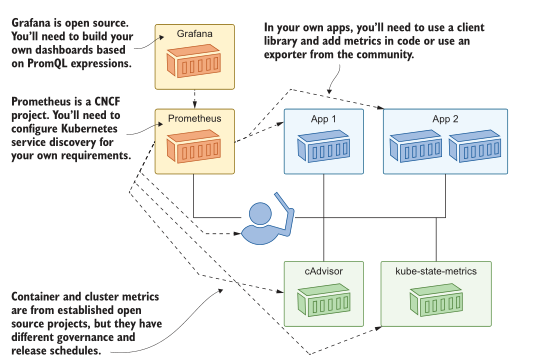 Grafana is open source.
You'll need to build your
own dashboards based
on PromQL expressions.
Grafana
In your own apps, you'll need to use a client
library and add metrics in code or use an
exporter from the community.
Prometheus is a CNCF
project. You'll need to
configure Kubernetes
service discovery for
your own requirements.
Prometheus
App 1
App 2
cAdvisor
kube-state-metrics
Container and cluster metrics
are from established open
source projects, but they have
different governance and
release schedules.